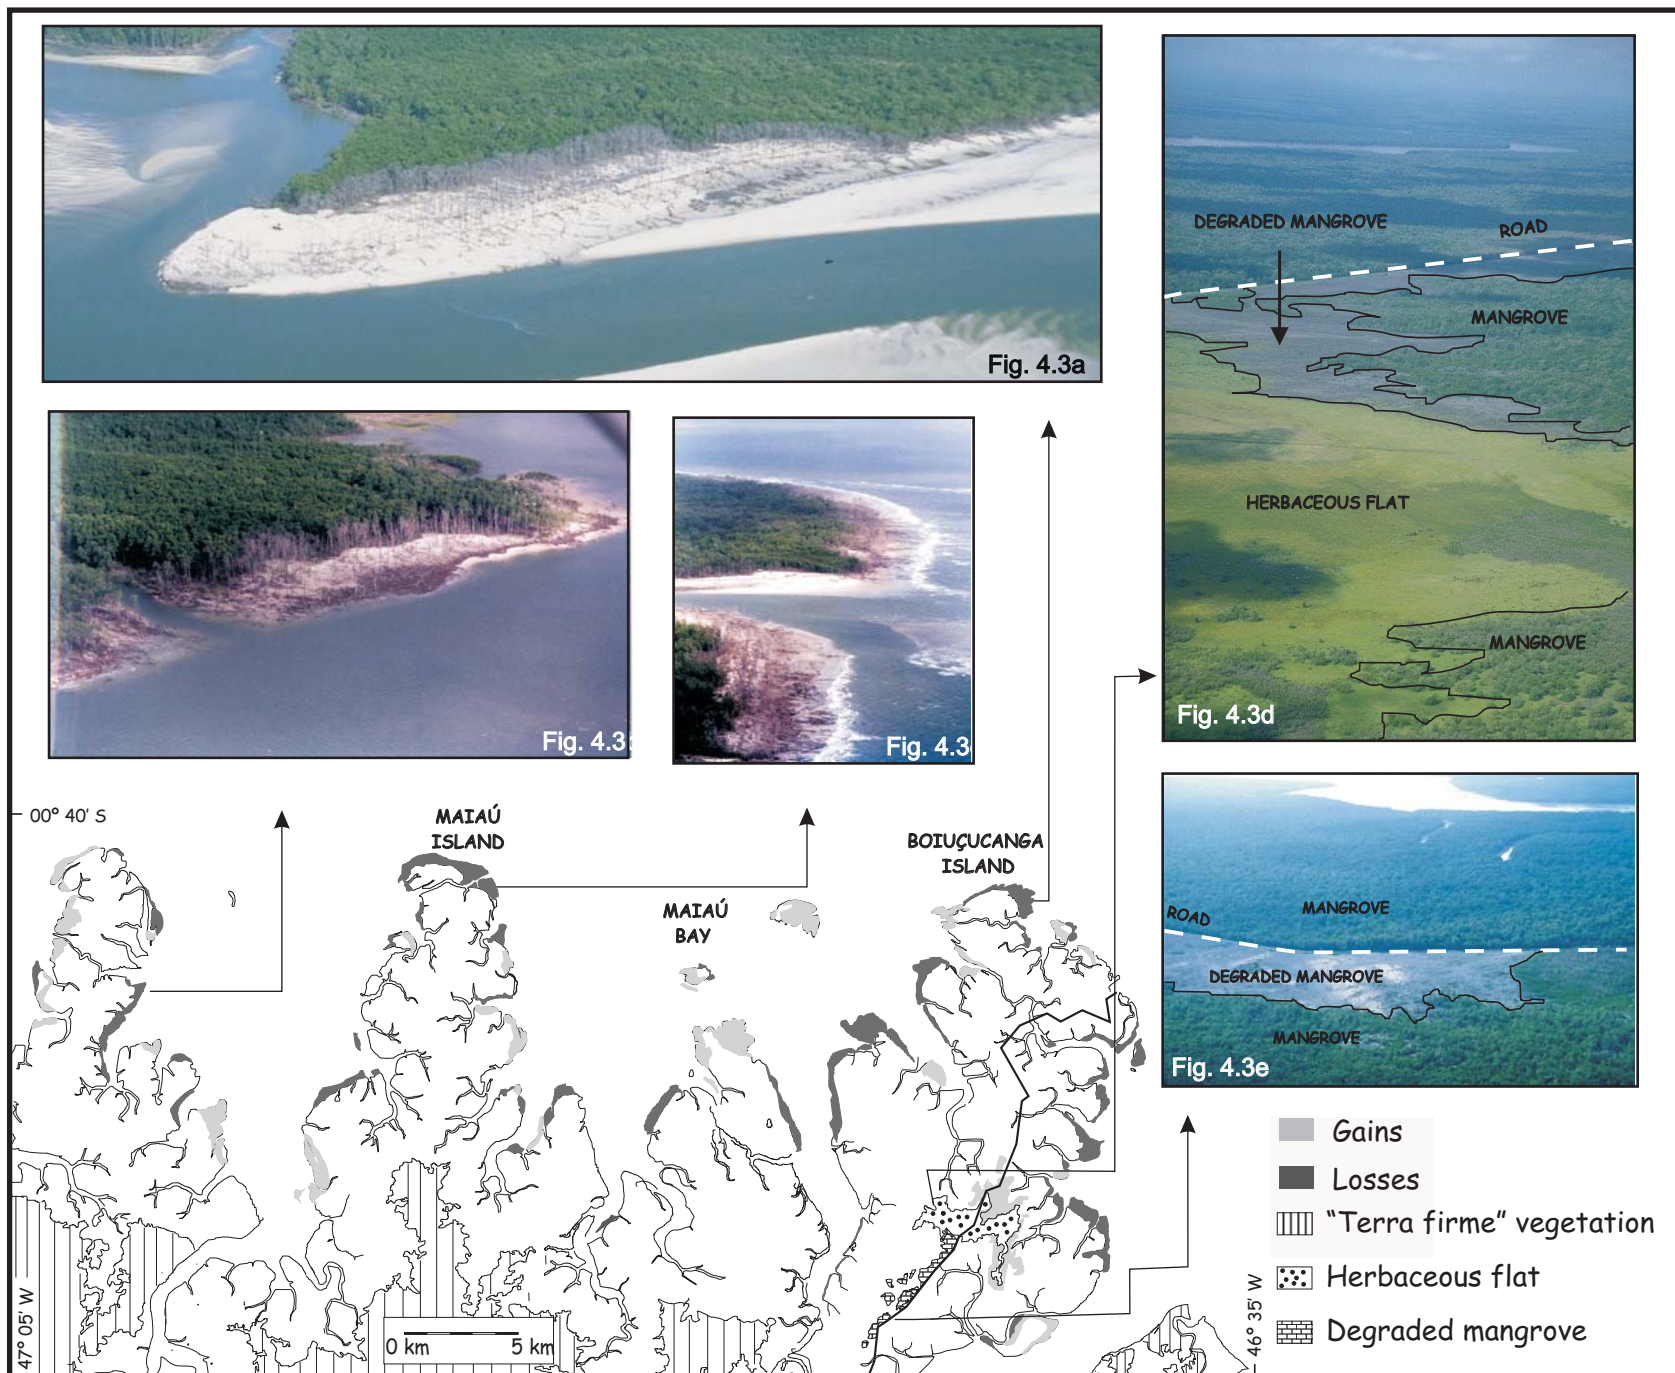 Fig. 4.3a
DEGRADED MANGROVE
ROAD
MANGROVE
HERBACEOUS FLAT
MANGROVE
Fig. 4.3d
Fig. 4.3
Fig. 4.3
00° 40' S
MAIAÚ
ISLAND
MAIAÚ
BAY
BOIUÇUCANGA
ISLAND
ROAD
MANGROVE
DEGRADED MANGROVE
MANGROVE
Fig. 4.3e
Gains
Losses
"Terra firme" vegetation
Herbaceous flat
Degraded mangrove
47° 05' W
0 km
5 km
46° 35' W